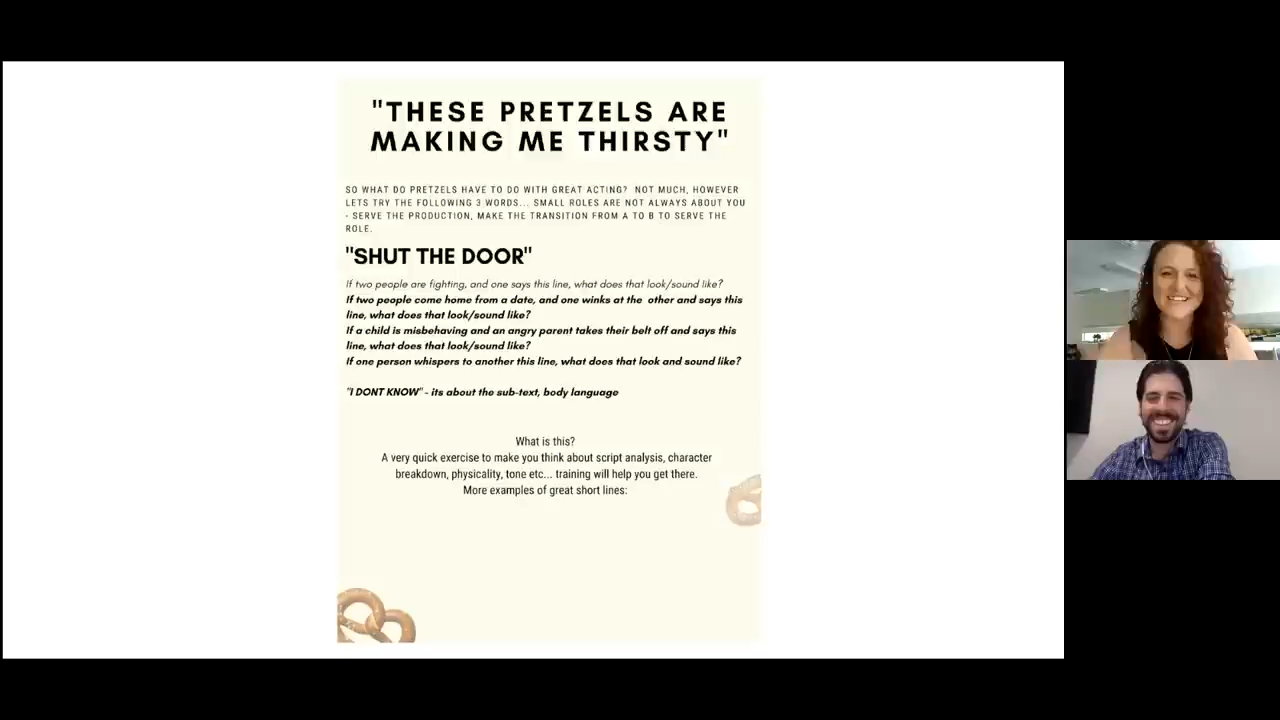 "THESE PRETZELS ARE
MAKING ME THIRSTY"
SO WHAT DO PRETZELS HAVE TO DO WITH GREAT ACTING? NOT MUCH, HOWEVER
LETS TRY THE FOLLOWING 3 WORDS... SMALL ROLES ARE NOT ALWAYS ABOUT YOU
- SERVE THE PRODUCTION, MAKE THE TRANSITION FROM A TO B TO SERVE THE
ROLE.
"SHUT THE DOOR"
If two people are fighting, and one says this line, what does that look/sound like?
If two people come home from a date, and one winks at the other and says this
line, what does that look/sound like?
If a child is misbehaving and an angry parent takes their belt off and says this
line, what does that look/sound like?
If one person whispers to another this line, what does that look and sound like?
"I DONT KNOW" - its about the sub-text, body language
What is this?
A very quick exercise to make you think about script analysis, character
breakdown, physicality, tone etc... training will help you get there.
More examples of great short lines: